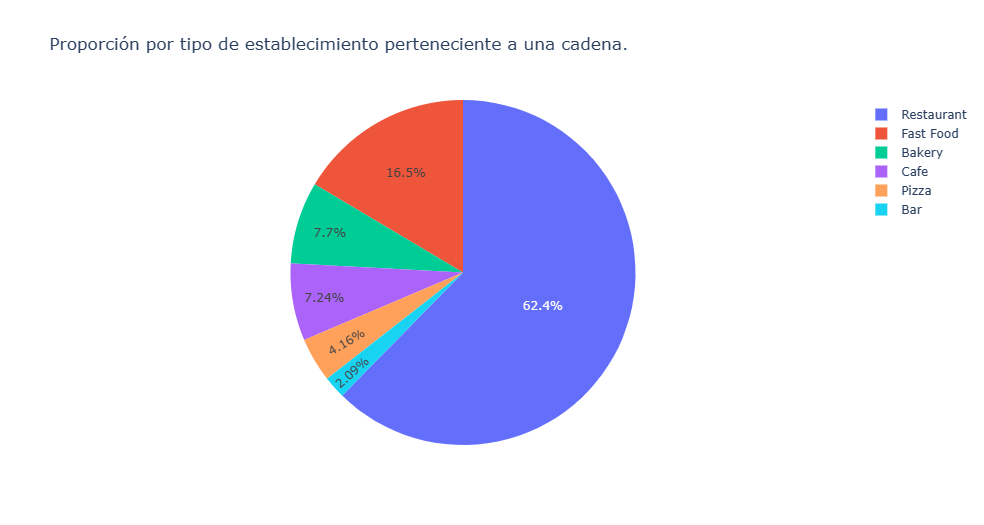 Proporción por tipo de establecimiento perteneciente a una cadena.
Restaurant
Fast Food
Bakery
Cafe
Pizza
Bar
16.5%
7.7%
7.24%
62.4%
4.16%
2.09%